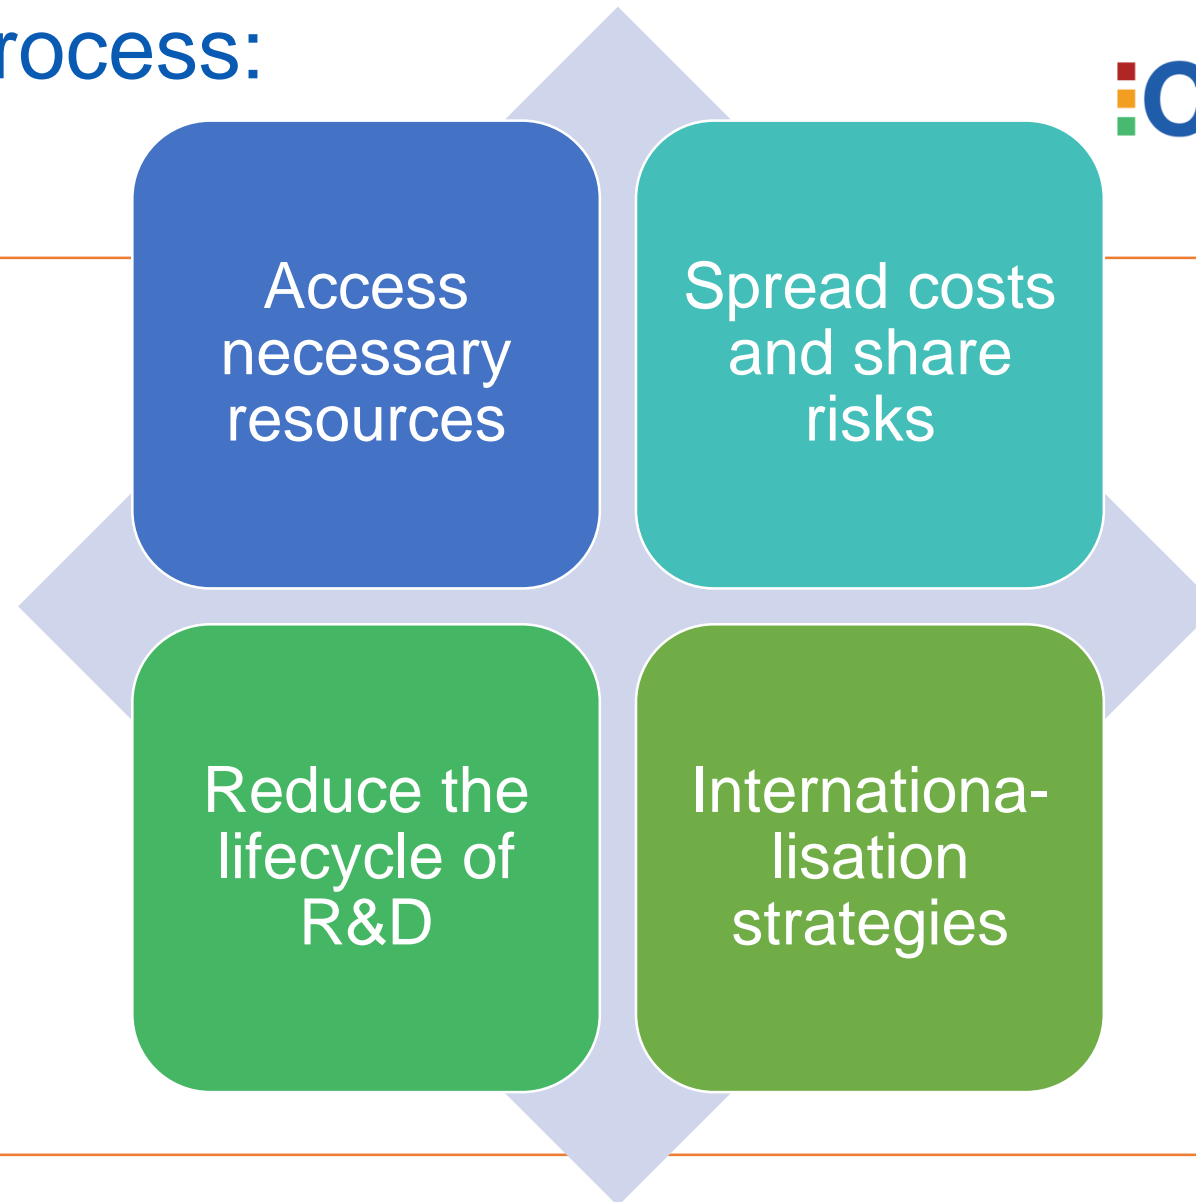 rocess:
Access
necessary
resources
Spread costs
and share
risks
Reduce the
lifecycle of
R&D
Internationa-
lisation
strategies